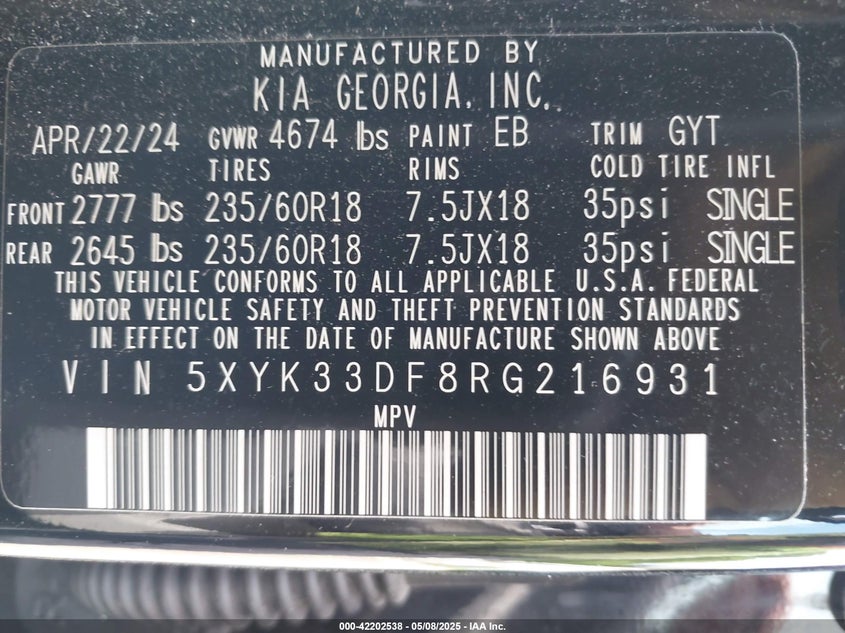 MANUFACTURED BY
KIA GEORGIA, INC.
APR/22/24 GVWR 4674 lbs PAINT EB TRIM GYT
GAWR TIRES RIMS COLD TIRE INFL
FRONT 2777 lbs 235/60R18 7.5JX18 35psi SINGLE
REAR 2645 lbs 235/60R18 7.5JX18 35psi SINGLE
THIS VEHICLE CONFORMS TO ALL APPLICABLE U.S.A. FEDERAL
MOTOR VEHICLE SAFETY AND THEFT PREVENTION STANDARDS
IN EFFECT ON THE DATE OF MANUFACTURE SHOWN ABOVE
VIN 5XYK33DF8RG216931
MPV
000-42202538 - 05/08/2025 - IAA Inc.